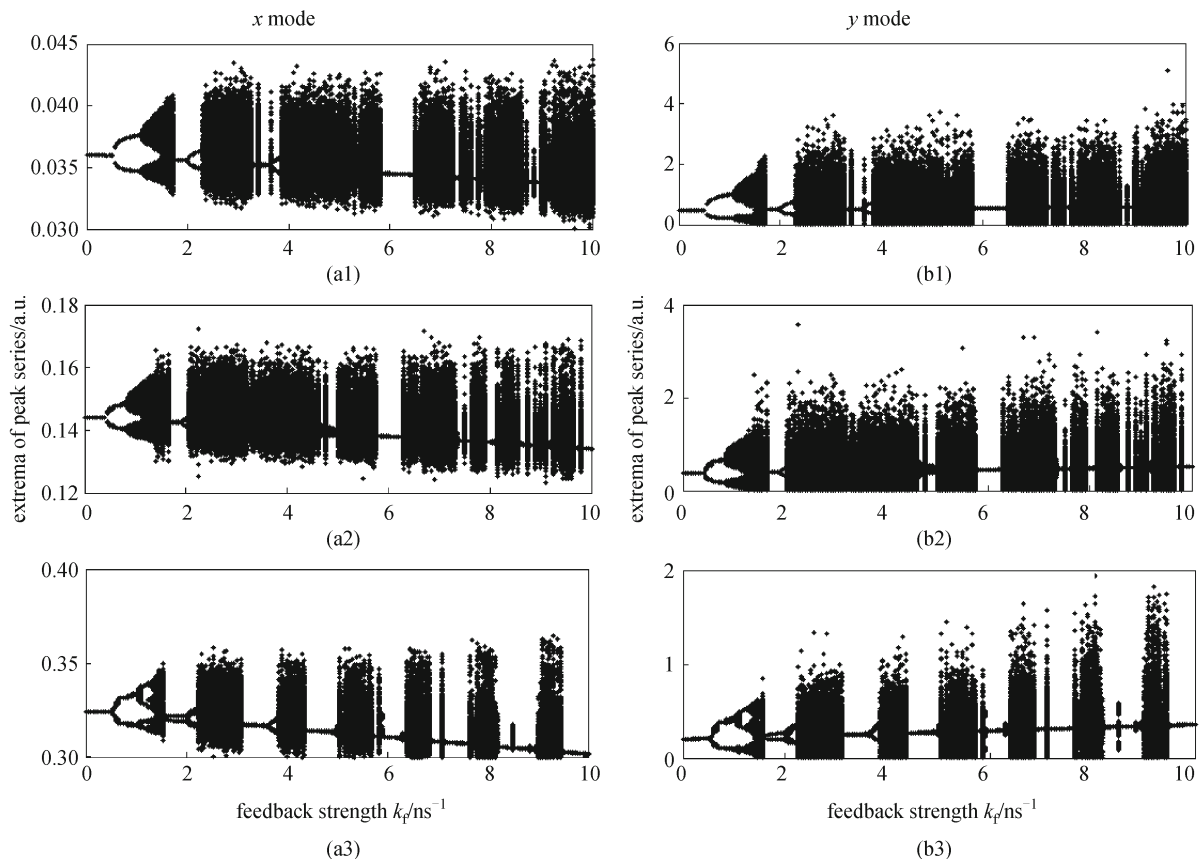 x mode
y mode
0.045
0.040
0.035
0.030
0 2 4 6 8 10
(a1)
6
4
2
0
0 2 4 6 8 10
(b1)
extrema of peak series/a.u.
0.18
0.16
0.14
0.12
0 2 4 6 8 10
(a2)
extrema of peak series/a.u.
4
2
0
0 2 4 6 8 10
(b2)
0.40
0.35
0.30
0 2 4 6 8 10
feedback strength kf/ns−1
(a3)
2
1
0
0 2 4 6 8 10
feedback strength kf/ns−1
(b3)